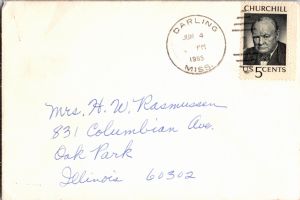 DARLING
JUN 4
PM
1965
MISS.
CHURCHILL
US 5 CENTS
Mrs. H. W. Rasmussen
831 Columbian Ave.
Oak Park
Illinois 60302